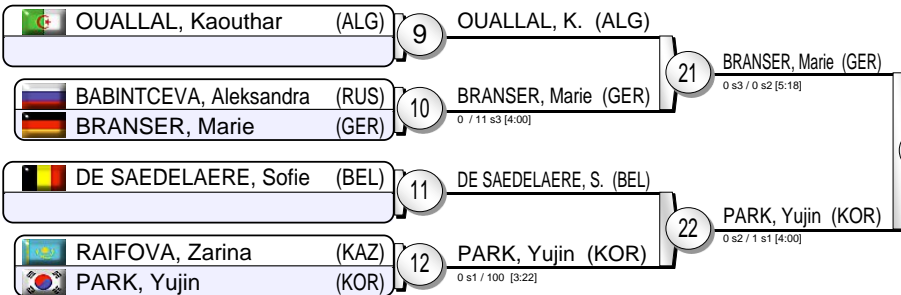 OUALLAL, Kaouthar (ALG)
9
OUALLAL, K. (ALG)
21
BRANSER, Marie (GER)
0 s3 / 0 s2 [5:18]
BABINTCEVA, Aleksandra (RUS)
BRANSER, Marie (GER)
10
BRANSER, Marie (GER)
0 / 11 s3 [4:00]
DE SAEDELAERE, Sofie (BEL)
11
DE SAEDELAERE, S. (BEL)
22
PARK, Yujin (KOR)
0 s2 / 1 s1 [4:00]
RAIFOVA, Zarina (KAZ)
PARK, Yujin (KOR)
12
PARK, Yujin (KOR)
0 s1 / 100 [3:22]